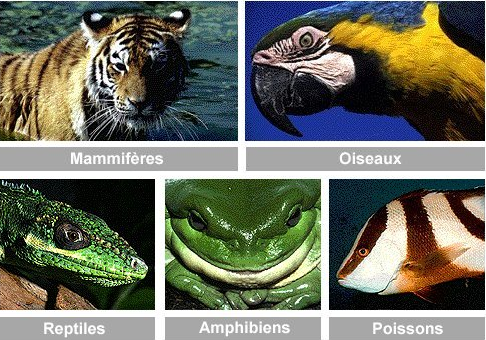 Mammifères
Oiseaux
Reptiles
Amphibiens
Poissons